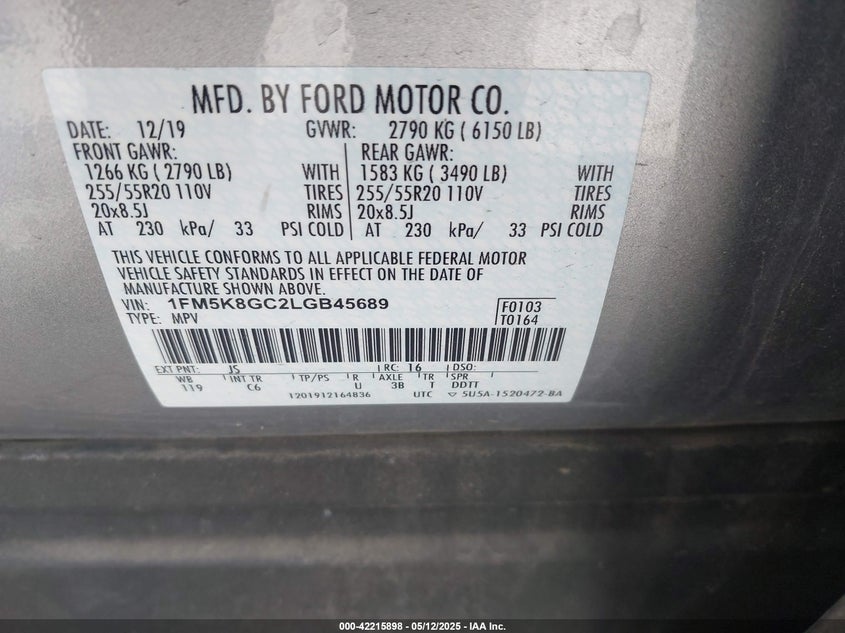 MFD. BY FORD MOTOR CO.
DATE: 12/19 GVWR: 2790 KG ( 6150 LB)
FRONT GAWR: REAR GAWR:
1266 KG ( 2790 LB) WITH 1583 KG ( 3490 LB) WITH
255/55R20 110V TIRES 255/55R20 110V TIRES
20x8.5J RIMS 20x8.5J RIMS
AT 230 kPa/ 33 PSI COLD AT 230 kPa/ 33 PSI COLD
THIS VEHICLE CONFORMS TO ALL APPLICABLE FEDERAL MOTOR
VEHICLE SAFETY STANDARDS IN EFFECT ON THE DATE OF
MANUFACTURE SHOWN ABOVE.
VIN: 1FM5K8GC2LGB45689 F0103
TYPE: MPV T0164
EXT PNT: JS RC: 16 DSO:
WB INT TR TP/PS R AXLE TR SPR
119 C6 U 3B T DDTT
1201912164836 UTC ▽ 5U5A-1520472-BA
000-42215898 - 05/12/2025 - IAA Inc.